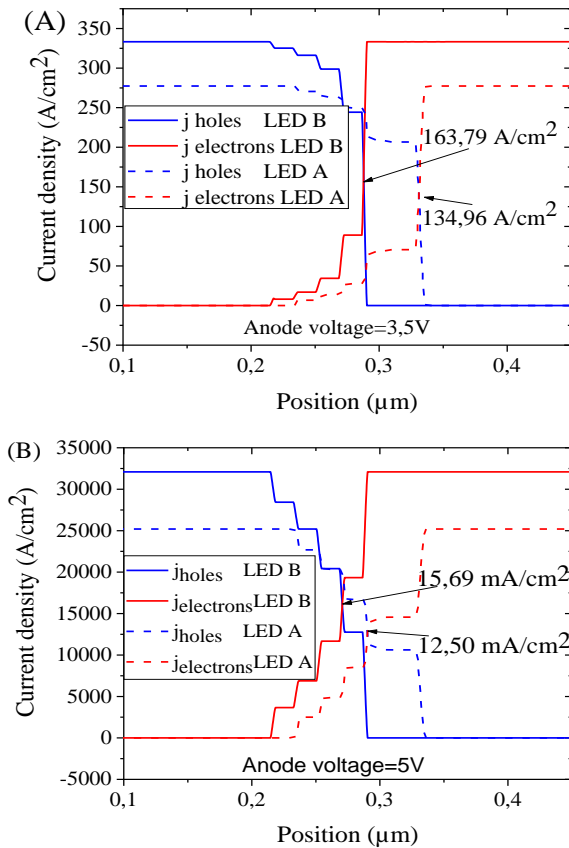 (A)
350
300
250
200
150
100
50
0
-50
Current density (A/cm²)
j holes LED B
j electrons LED B
j holes LED A
j electrons LED A
163,79 A/cm²
134,96 A/cm²
Anode voltage=3,5V
0,1 0,2 0,3 0,4
Position (µm)
(B)
35000
30000
25000
20000
15000
10000
5000
0
-5000
Current density (A/cm²)
jholes LED B
jelectrons LED B
jholes LED A
jelectrons LED A
15,69 mA/cm²
12,50 mA/cm²
Anode voltage=5V
0,1 0,2 0,3 0,4
Position (µm)